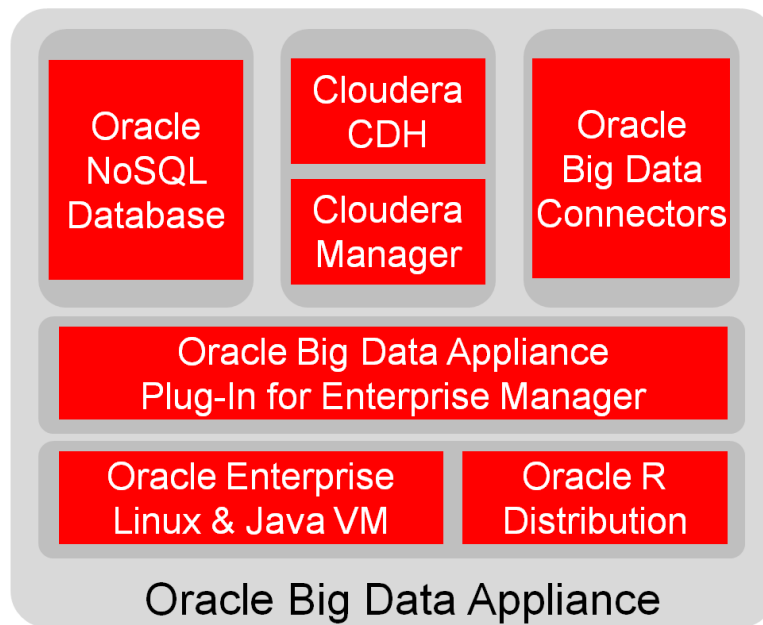 Oracle
NoSQL
Database
Cloudera
CDH
Cloudera
Manager
Oracle
Big Data
Connectors
Oracle Big Data Appliance
Plug-In for Enterprise Manager
Oracle Enterprise
Linux & Java VM
Oracle R
Distribution
Oracle Big Data Appliance